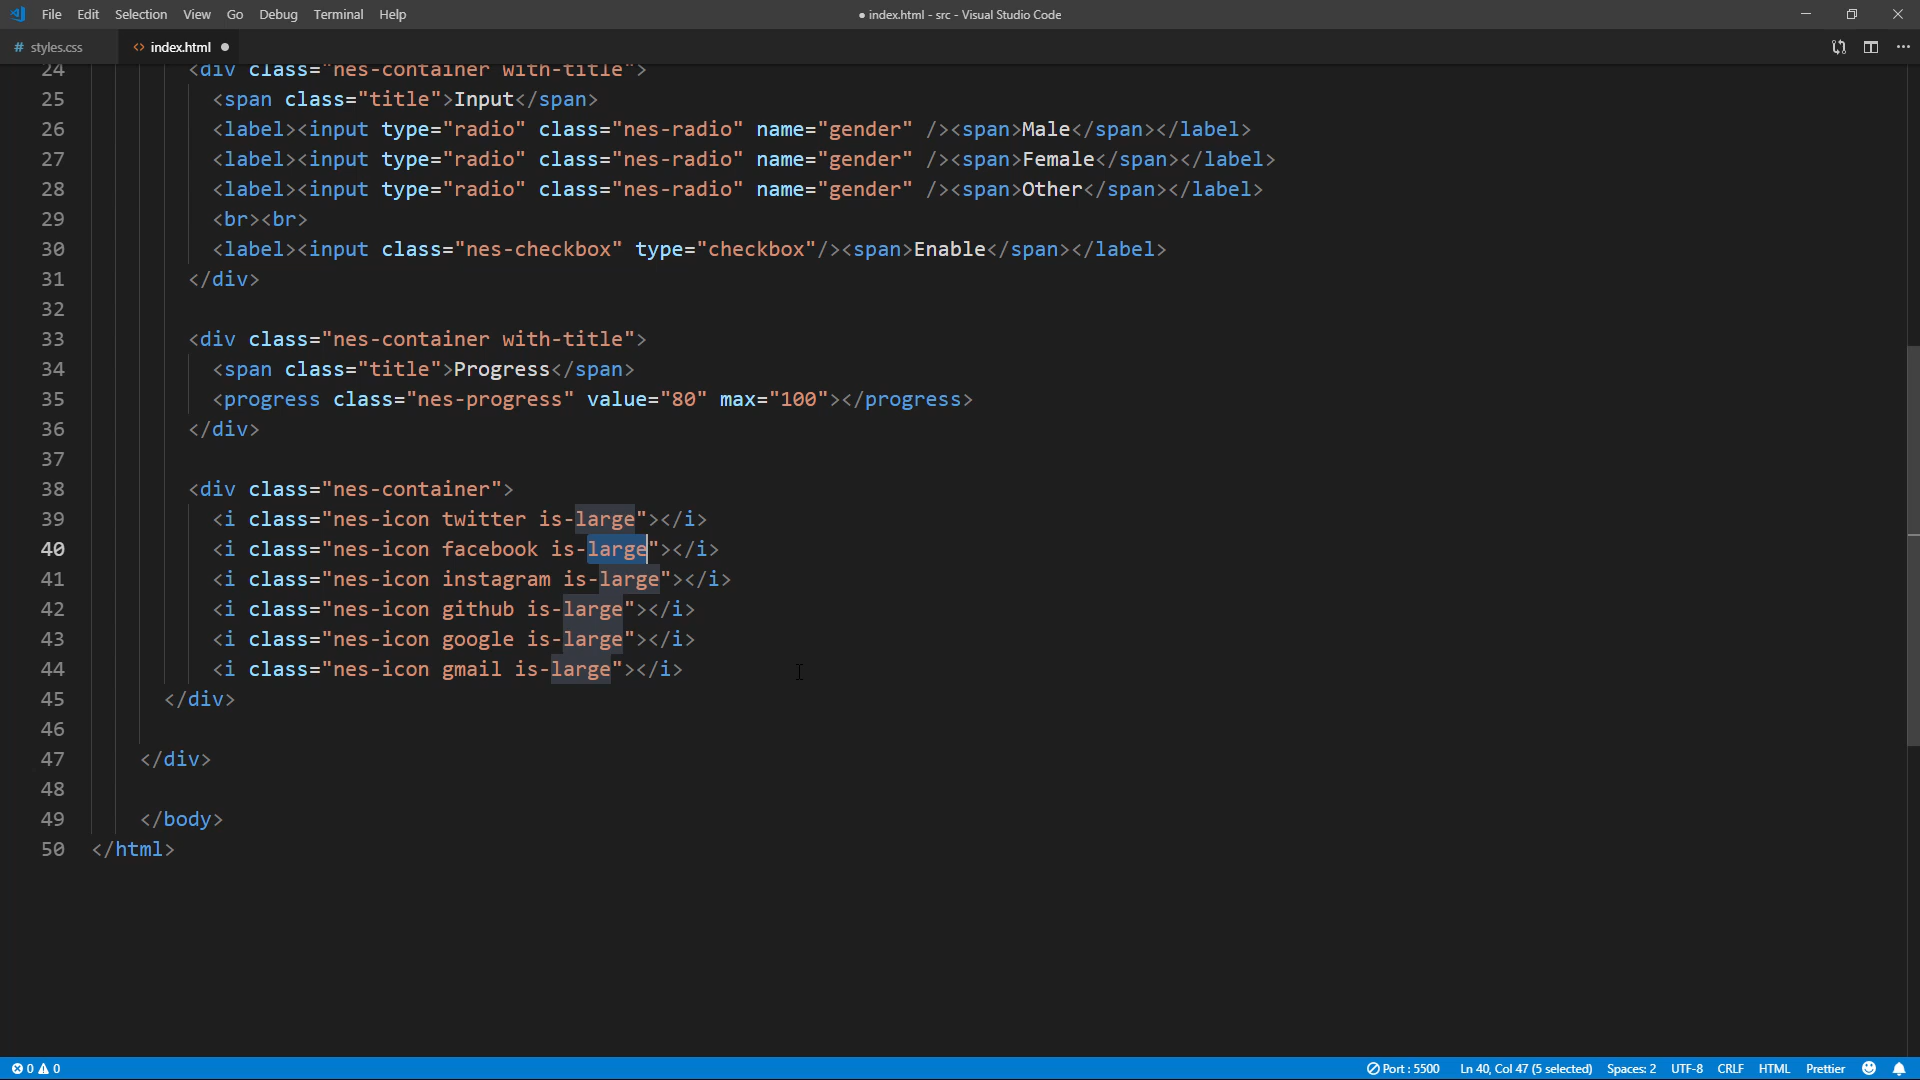 File Edit Selection View Go Debug Terminal Help
● index.html - src - Visual Studio Code
# styles.css
<> index.html ●
24 <div class="nes-container with-title">
25 <span class="title">Input</span>
26 <label><input type="radio" class="nes-radio" name="gender" /><span>Male</span></label>
27 <label><input type="radio" class="nes-radio" name="gender" /><span>Female</span></label>
28 <label><input type="radio" class="nes-radio" name="gender" /><span>Other</span></label>
29 <br><br>
30 <label><input class="nes-checkbox" type="checkbox"/><span>Enable</span></label>
31 </div>
32
33 <div class="nes-container with-title">
34 <span class="title">Progress</span>
35 <progress class="nes-progress" value="80" max="100"></progress>
36 </div>
37
38 <div class="nes-container">
39 <i class="nes-icon twitter is-large"></i>
40 <i class="nes-icon facebook is-large"></i>
41 <i class="nes-icon instagram is-large"></i>
42 <i class="nes-icon github is-large"></i>
43 <i class="nes-icon google is-large"></i>
44 <i class="nes-icon gmail is-large"></i>
45 </div>
46
47 </div>
48
49 </body>
50 </html>
0 0 Port : 5500 Ln 40, Col 47 (5 selected) Spaces: 2 UTF-8 CRLF HTML Prettier